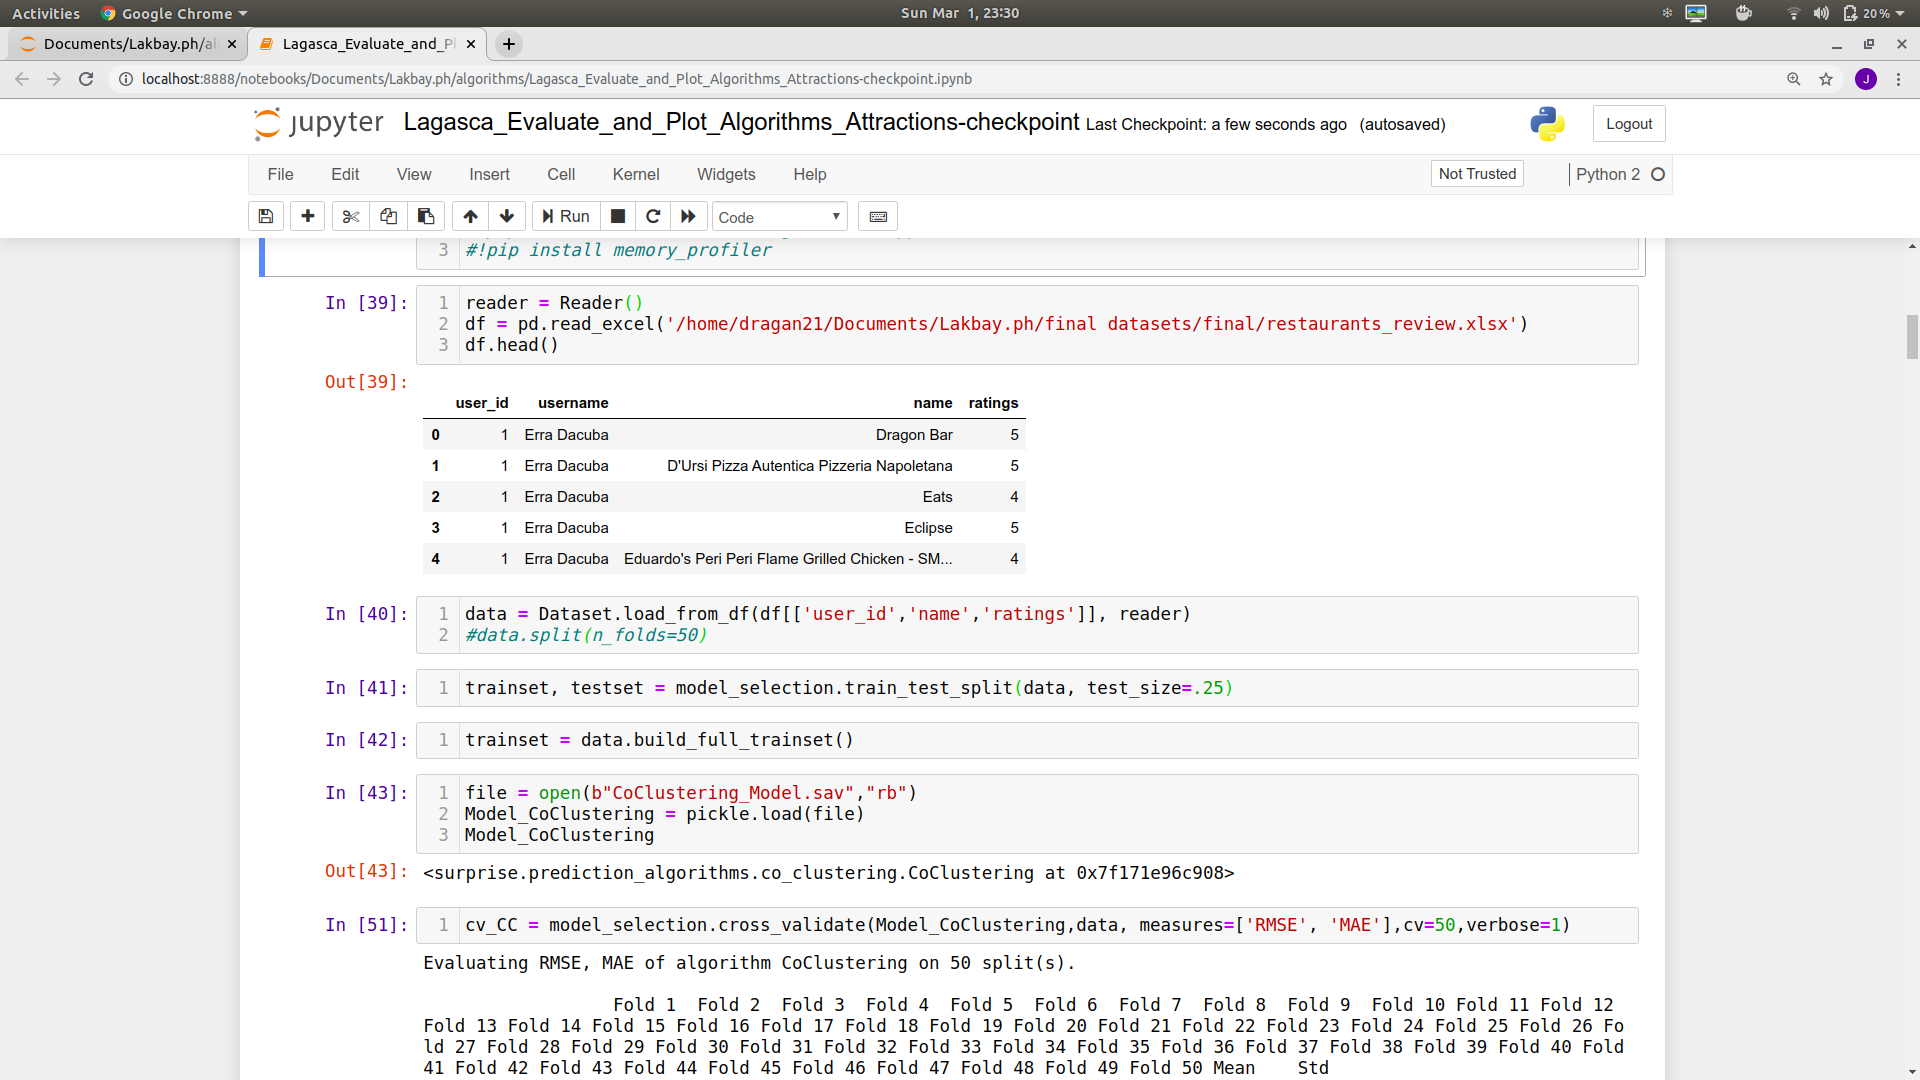 Activities Google Chrome Sun Mar 1, 23:30 20 %
Documents/Lakbay.ph/al Lagasca_Evaluate_and_Pl
localhost:8888/notebooks/Documents/Lakbay.ph/algorithms/Lagasca_Evaluate_and_Plot_Algorithms_Attractions-checkpoint.ipynb J
jupyter Lagasca_Evaluate_and_Plot_Algorithms_Attractions-checkpoint Last Checkpoint: a few seconds ago (autosaved) Logout
File Edit View Insert Cell Kernel Widgets Help Not Trusted Python 2
Run Code
3 #!pip install memory_profiler
In [39]: 1 reader = Reader()
2 df = pd.read_excel('/home/dragan21/Documents/Lakbay.ph/final datasets/final/restaurants_review.xlsx')
3 df.head()
Out[39]:
user_id username name ratings
0 1 Erra Dacuba Dragon Bar 5
1 1 Erra Dacuba D'Ursi Pizza Autentica Pizzeria Napoletana 5
2 1 Erra Dacuba Eats 4
3 1 Erra Dacuba Eclipse 5
4 1 Erra Dacuba Eduardo's Peri Peri Flame Grilled Chicken - SM... 4
In [40]: 1 data = Dataset.load_from_df(df[['user_id','name','ratings']], reader)
2 #data.split(n_folds=50)
In [41]: 1 trainset, testset = model_selection.train_test_split(data, test_size=.25)
In [42]: 1 trainset = data.build_full_trainset()
In [43]: 1 file = open(b"CoClustering_Model.sav","rb")
2 Model_CoClustering = pickle.load(file)
3 Model_CoClustering
Out[43]: <surprise.prediction_algorithms.co_clustering.CoClustering at 0x7f171e96c908>
In [51]: 1 cv_CC = model_selection.cross_validate(Model_CoClustering,data, measures=['RMSE', 'MAE'],cv=50,verbose=1)
Evaluating RMSE, MAE of algorithm CoClustering on 50 split(s).
Fold 1 Fold 2 Fold 3 Fold 4 Fold 5 Fold 6 Fold 7 Fold 8 Fold 9 Fold 10 Fold 11 Fold 12
Fold 13 Fold 14 Fold 15 Fold 16 Fold 17 Fold 18 Fold 19 Fold 20 Fold 21 Fold 22 Fold 23 Fold 24 Fold 25 Fold 26 Fo
ld 27 Fold 28 Fold 29 Fold 30 Fold 31 Fold 32 Fold 33 Fold 34 Fold 35 Fold 36 Fold 37 Fold 38 Fold 39 Fold 40 Fold
41 Fold 42 Fold 43 Fold 44 Fold 45 Fold 46 Fold 47 Fold 48 Fold 49 Fold 50 Mean Std